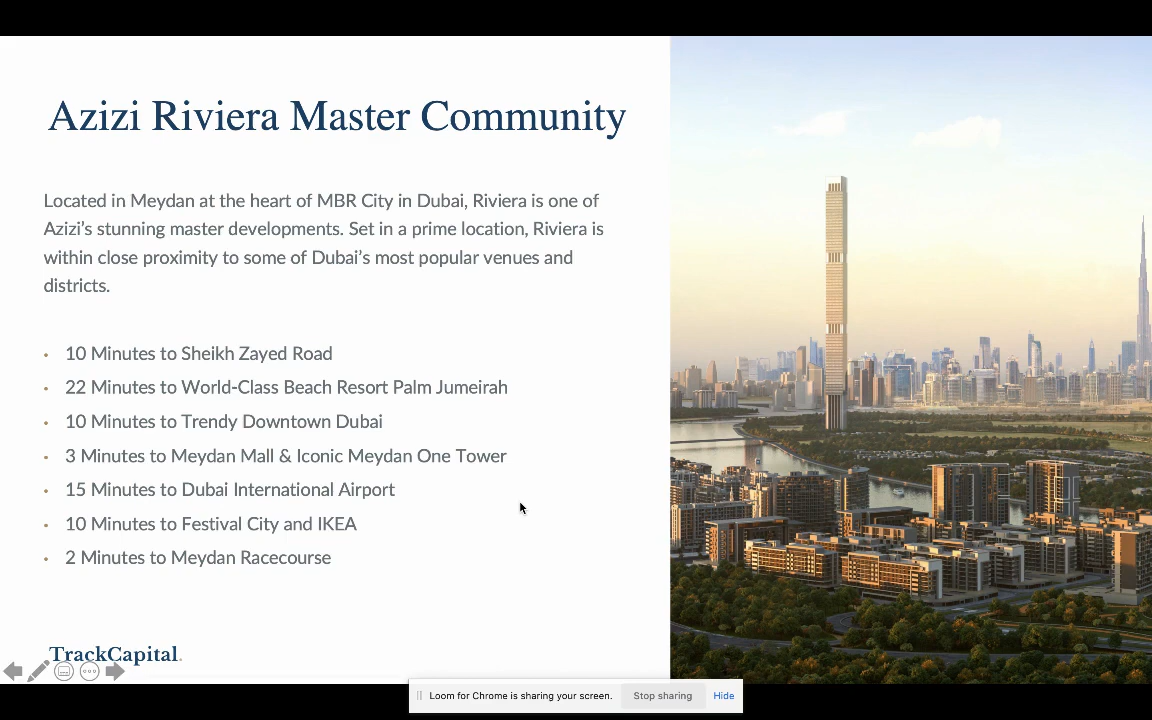 Azizi Riviera Master Community
Located in Meydan at the heart of MBR City in Dubai, Riviera is one of
Azizi’s stunning master developments. Set in a prime location, Riviera is
within close proximity to some of Dubai’s most popular venues and
districts.
• 10 Minutes to Sheikh Zayed Road
• 22 Minutes to World-Class Beach Resort Palm Jumeirah
• 10 Minutes to Trendy Downtown Dubai
• 3 Minutes to Meydan Mall & Iconic Meydan One Tower
• 15 Minutes to Dubai International Airport
• 10 Minutes to Festival City and IKEA
• 2 Minutes to Meydan Racecourse
TrackCapital.
Loom for Chrome is sharing your screen. Stop sharing Hide